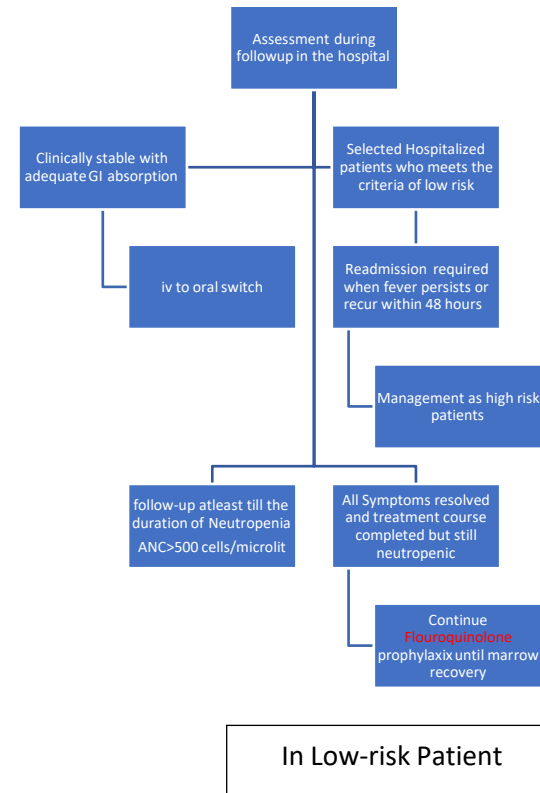 Assessment during
followup in the hospital
Clinically stable with
adequate GI absorption
Selected Hospitalized
patients who meets the
criteria of low risk
iv to oral switch
Readmission required
when fever persists or
recur within 48 hours
Management as high risk
patients
follow-up atleast till the
duration of Neutropenia
ANC>500 cells/microlit
All Symptoms resolved
and treatment course
completed but still
neutropenic
Continue
Flouroquinolone
prophylaxix until marrow
recovery
In Low-risk Patient